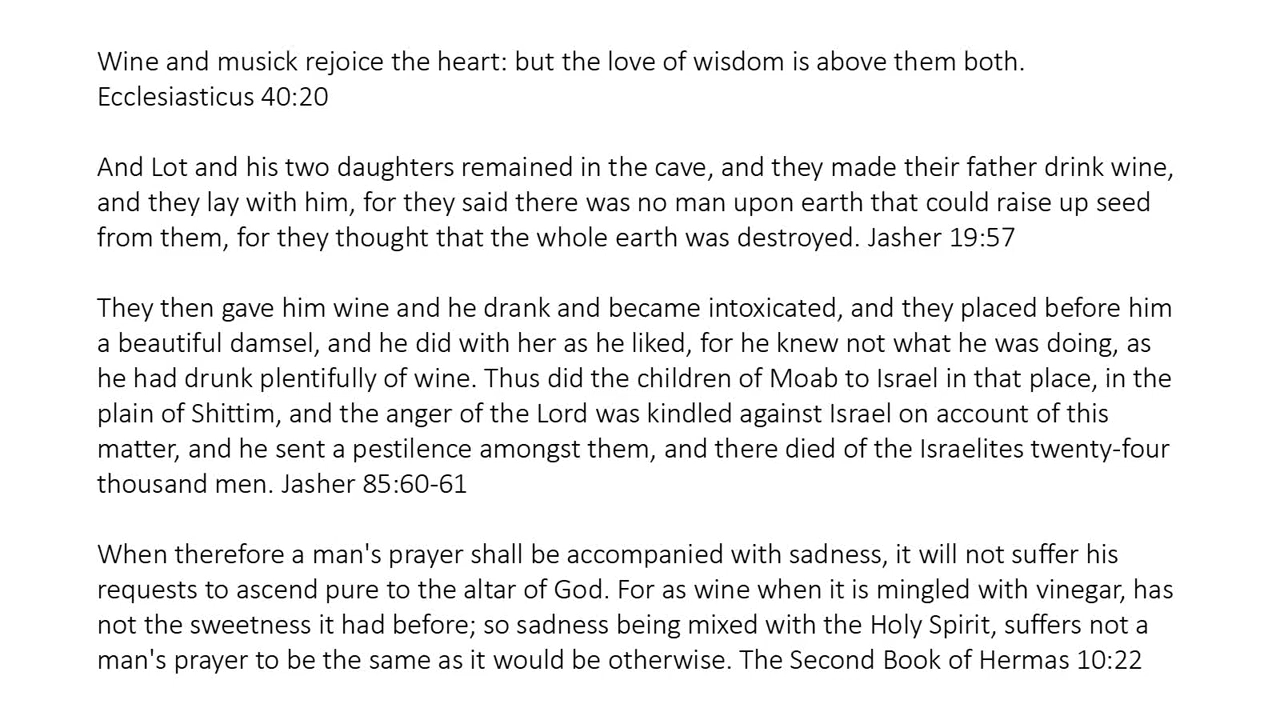 Wine and musick rejoice the heart: but the love of wisdom is above them both.
Ecclesiasticus 40:20
And Lot and his two daughters remained in the cave, and they made their father drink wine,
and they lay with him, for they said there was no man upon earth that could raise up seed
from them, for they thought that the whole earth was destroyed. Jasher 19:57
They then gave him wine and he drank and became intoxicated, and they placed before him
a beautiful damsel, and he did with her as he liked, for he knew not what he was doing, as
he had drunk plentifully of wine. Thus did the children of Moab to Israel in that place, in the
plain of Shittim, and the anger of the Lord was kindled against Israel on account of this
matter, and he sent a pestilence amongst them, and there died of the Israelites twenty-four
thousand men. Jasher 85:60-61
When therefore a man's prayer shall be accompanied with sadness, it will not suffer his
requests to ascend pure to the altar of God. For as wine when it is mingled with vinegar, has
not the sweetness it had before; so sadness being mixed with the Holy Spirit, suffers not a
man's prayer to be the same as it would be otherwise. The Second Book of Hermas 10:22